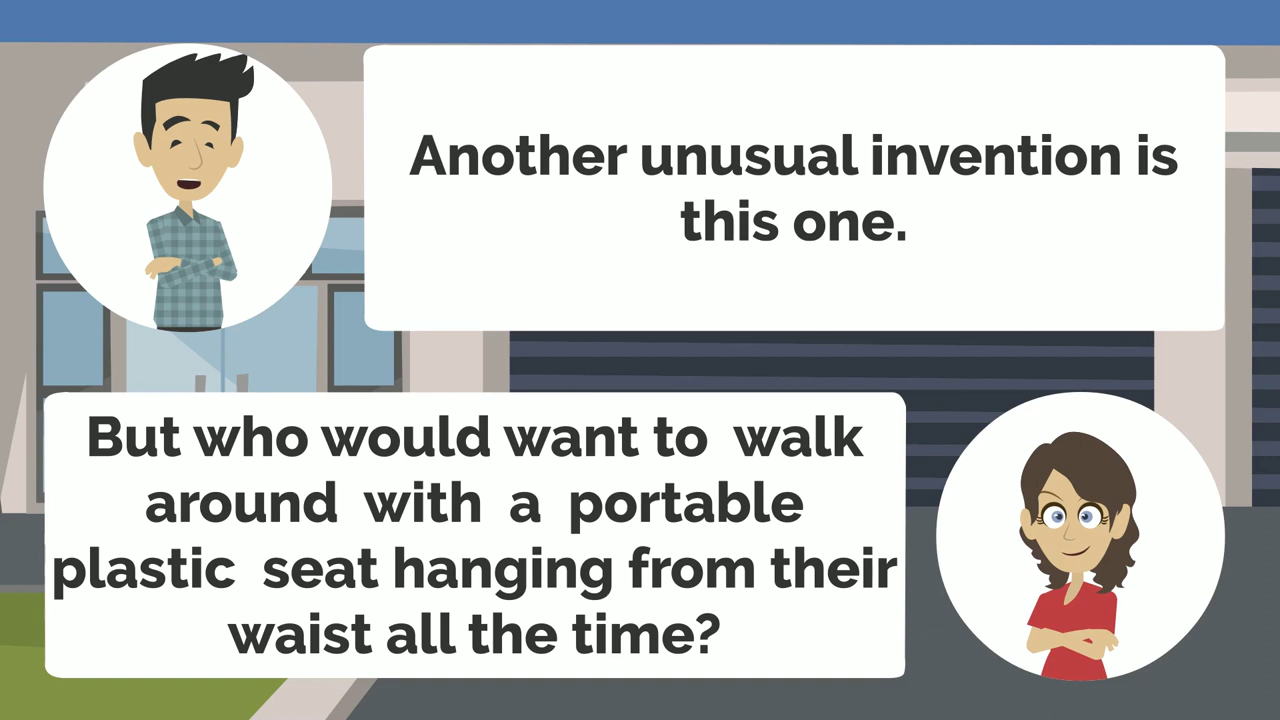 Another unusual invention is
this one.
But who would want to walk
around with a portable
plastic seat hanging from their
waist all the time?